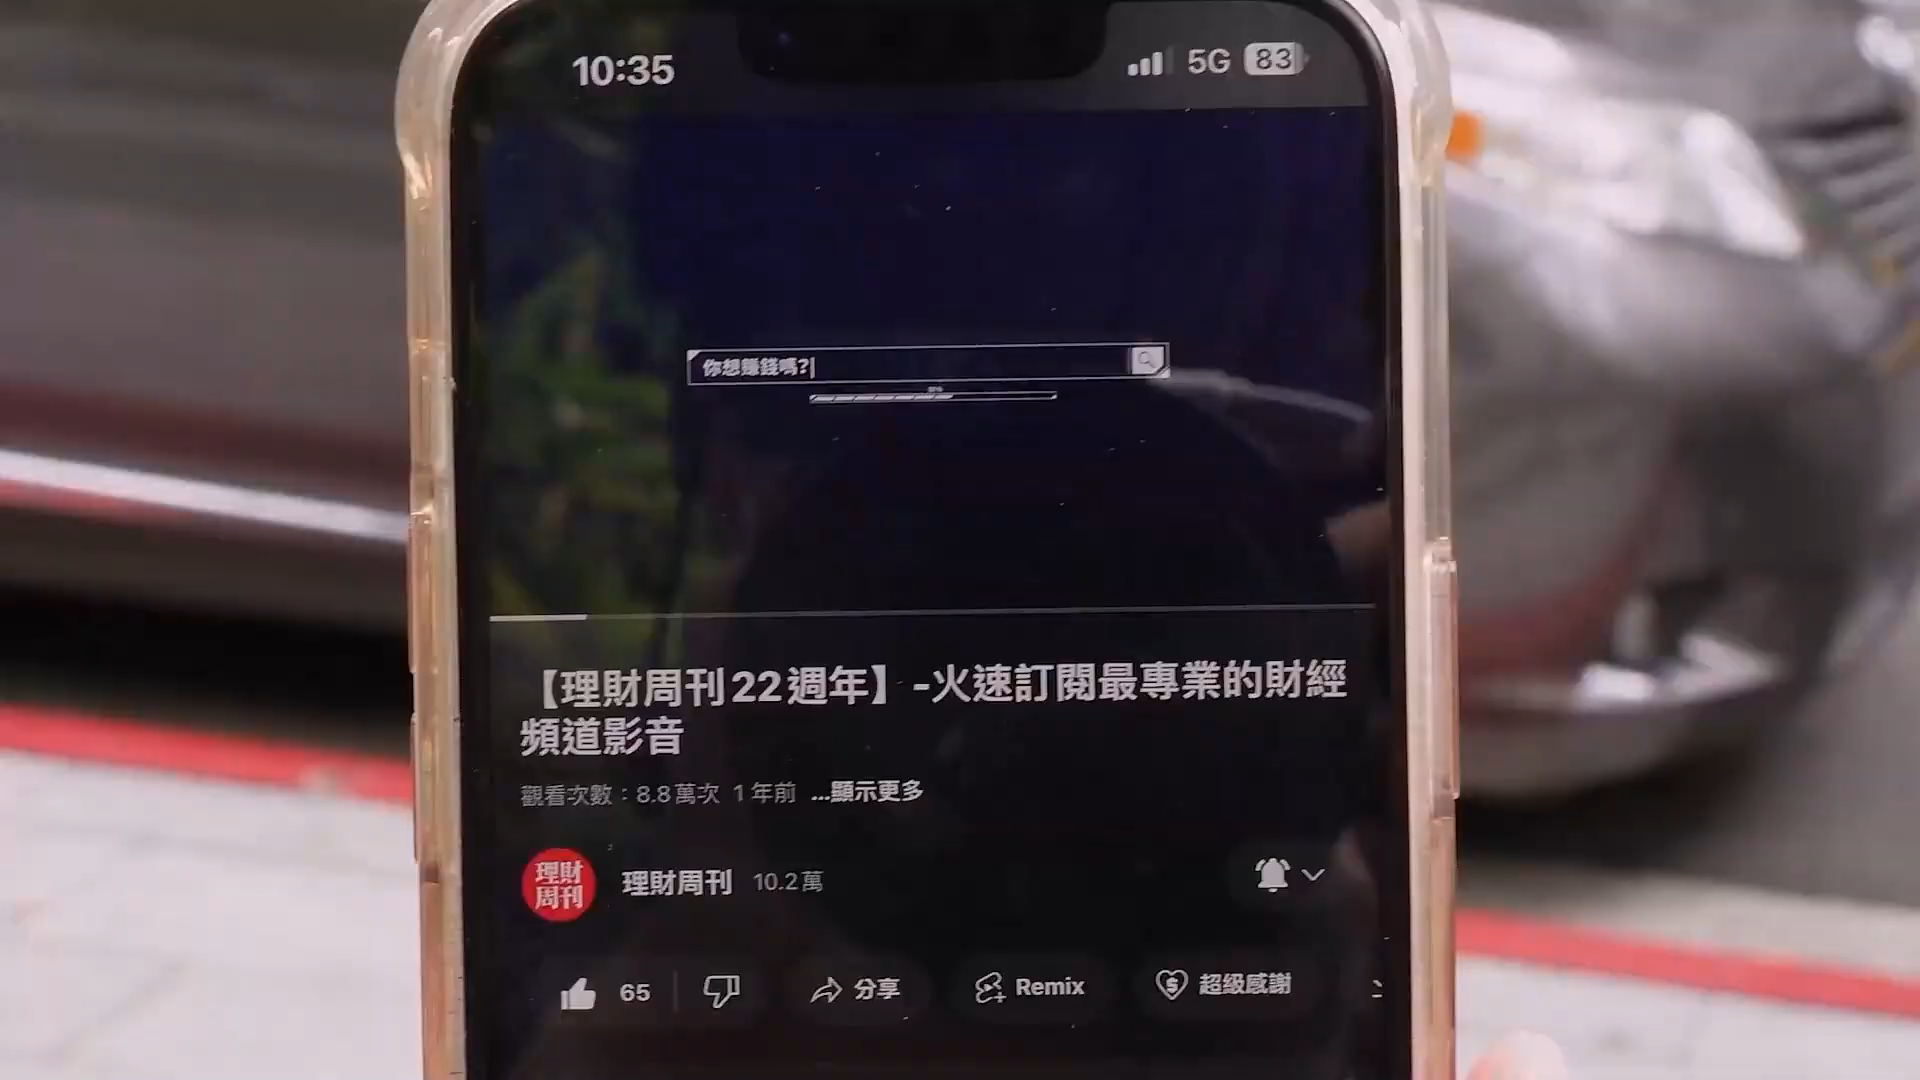 10:35 5G 83
你想賺錢嗎?
【理財周刊22週年】-火速訂閱最專業的財經
頻道影音
觀看次數：8.8萬次 1年前 ...顯示更多
理財
周刊
理財周刊 10.2萬
65 分享 Remix 超級感謝